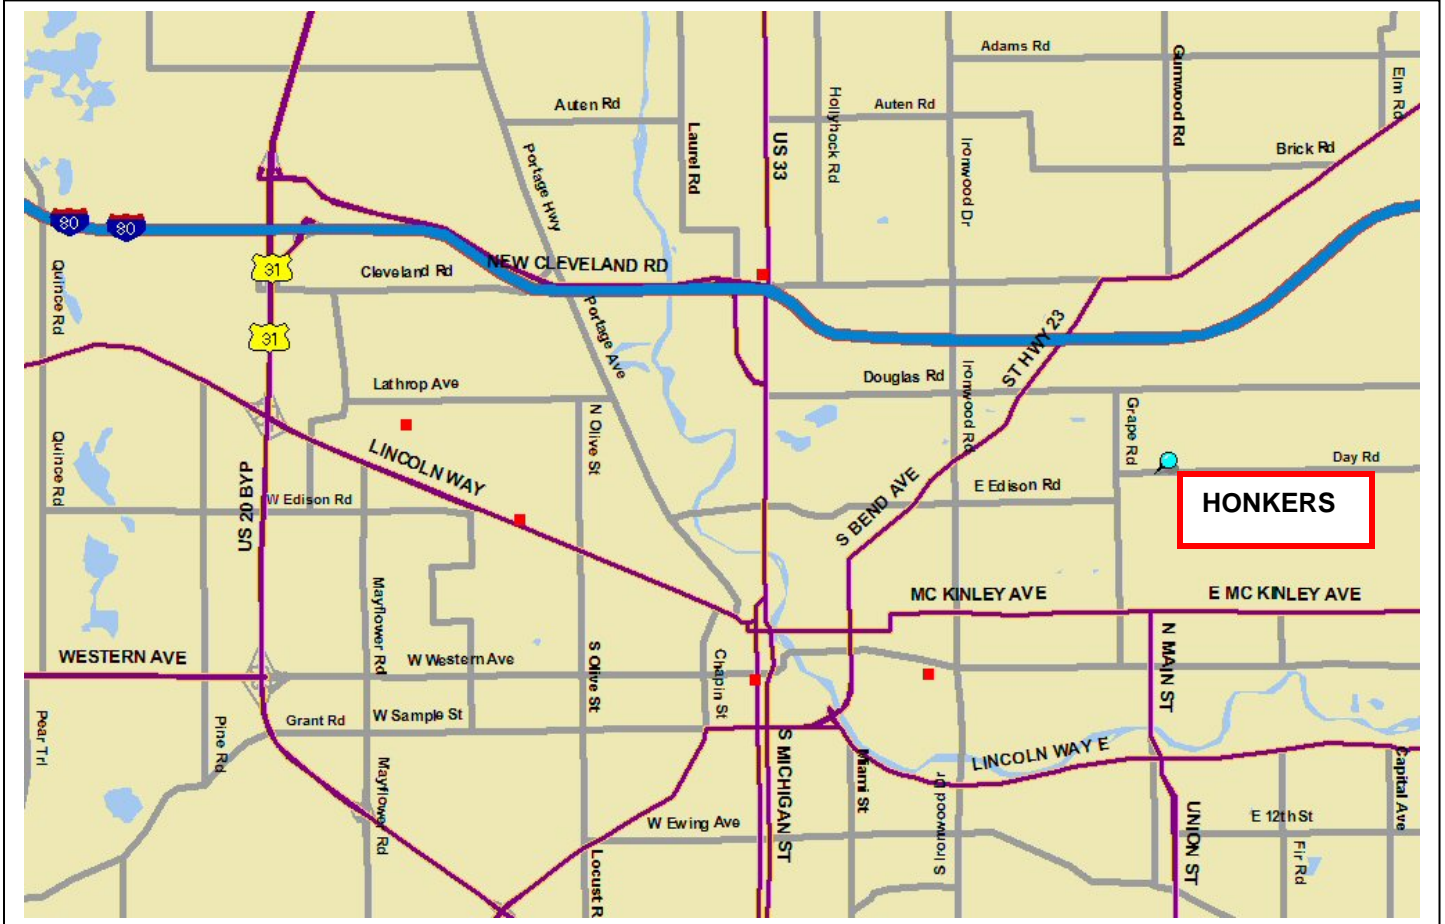 Adams Rd
Gumwood Rd
Elm Rd
Auten Rd
Hollyhock Rd
Auten Rd
Laurel Rd
US 33
Ironwood Dr
Brick Rd
Portage Hwy
80
80
31
Quince Rd
Cleveland Rd
NEW CLEVELAND RD
Portage Ave
31
ST HWY 23
Lathrop Ave
Douglas Rd
Ironwood Rd
N Olive St
Grape Rd
Quince Rd
LINCOLN WAY
Day Rd
US 20 BYP
W Edison Rd
S BEND AVE
E Edison Rd
HONKERS
Mayflower Rd
MC KINLEY AVE
E MC KINLEY AVE
WESTERN AVE
W Western Ave
S Olive St
Chapin St
N MAIN ST
Pear Trl
Pine Rd
Grant Rd
W Sample St
S MICHIGAN ST
Miami St
LINCOLN WAY E
Capital Ave
Mayflower Rd
S Ironwood Dr
W Ewing Ave
UNION ST
E 12th St
Locust R
Fir Rd